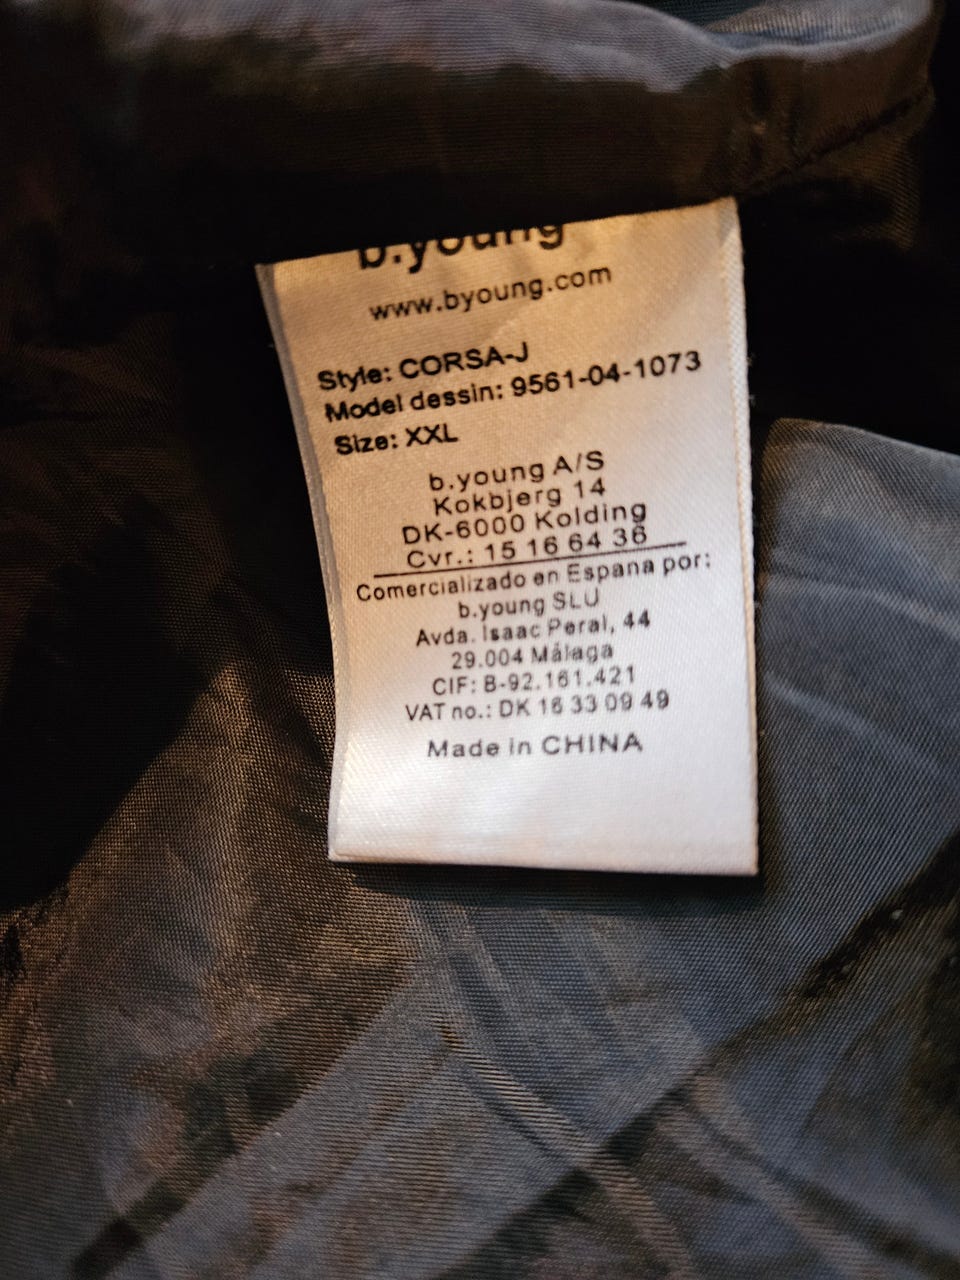 b.young
www.byoung.com
Style: CORSA-J
Model dessin: 9561-04-1073
Size: XXL
b.young A/S
Kokbjerg 14
DK-6000 Kolding
Cvr.: 15 16 64 36
Comercializado en Espana por:
b.young SLU
Avda. Isaac Peral, 44
29.004 Málaga
CIF: B-92.161.421
VAT no.: DK 16 33 09 49
Made in CHINA